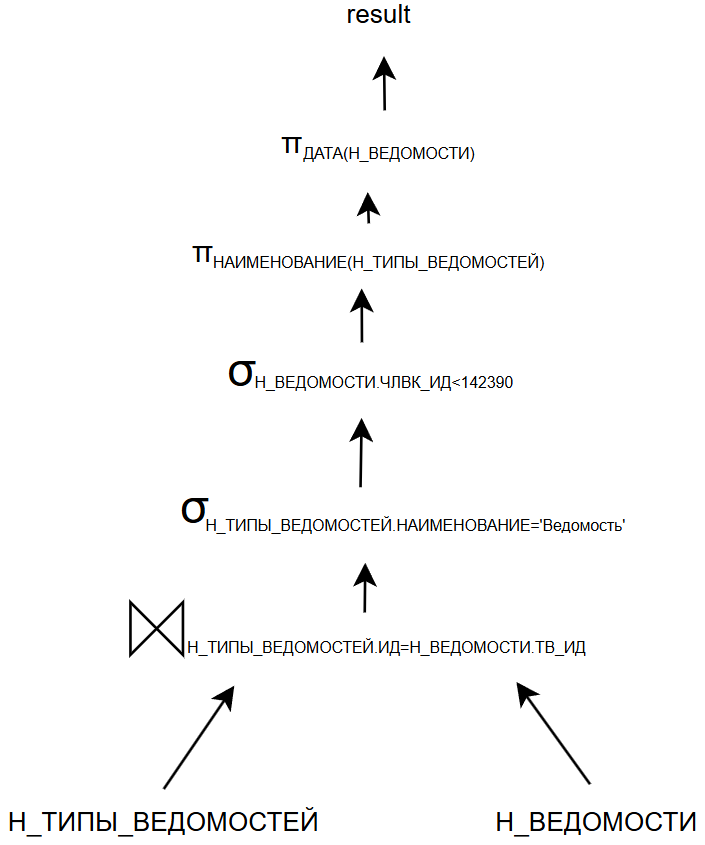 result
πДАТА(Н_ВЕДОМОСТИ)
πНАИМЕНОВАНИЕ(Н_ТИПЫ_ВЕДОМОСТЕЙ)
σН_ВЕДОМОСТИ.ЧЛВК_ИД<142390
σН_ТИПЫ_ВЕДОМОСТЕЙ.НАИМЕНОВАНИЕ='Ведомость'
⋈Н_ТИПЫ_ВЕДОМОСТЕЙ.ИД=Н_ВЕДОМОСТИ.ТВ_ИД
Н_ТИПЫ_ВЕДОМОСТЕЙ Н_ВЕДОМОСТИ